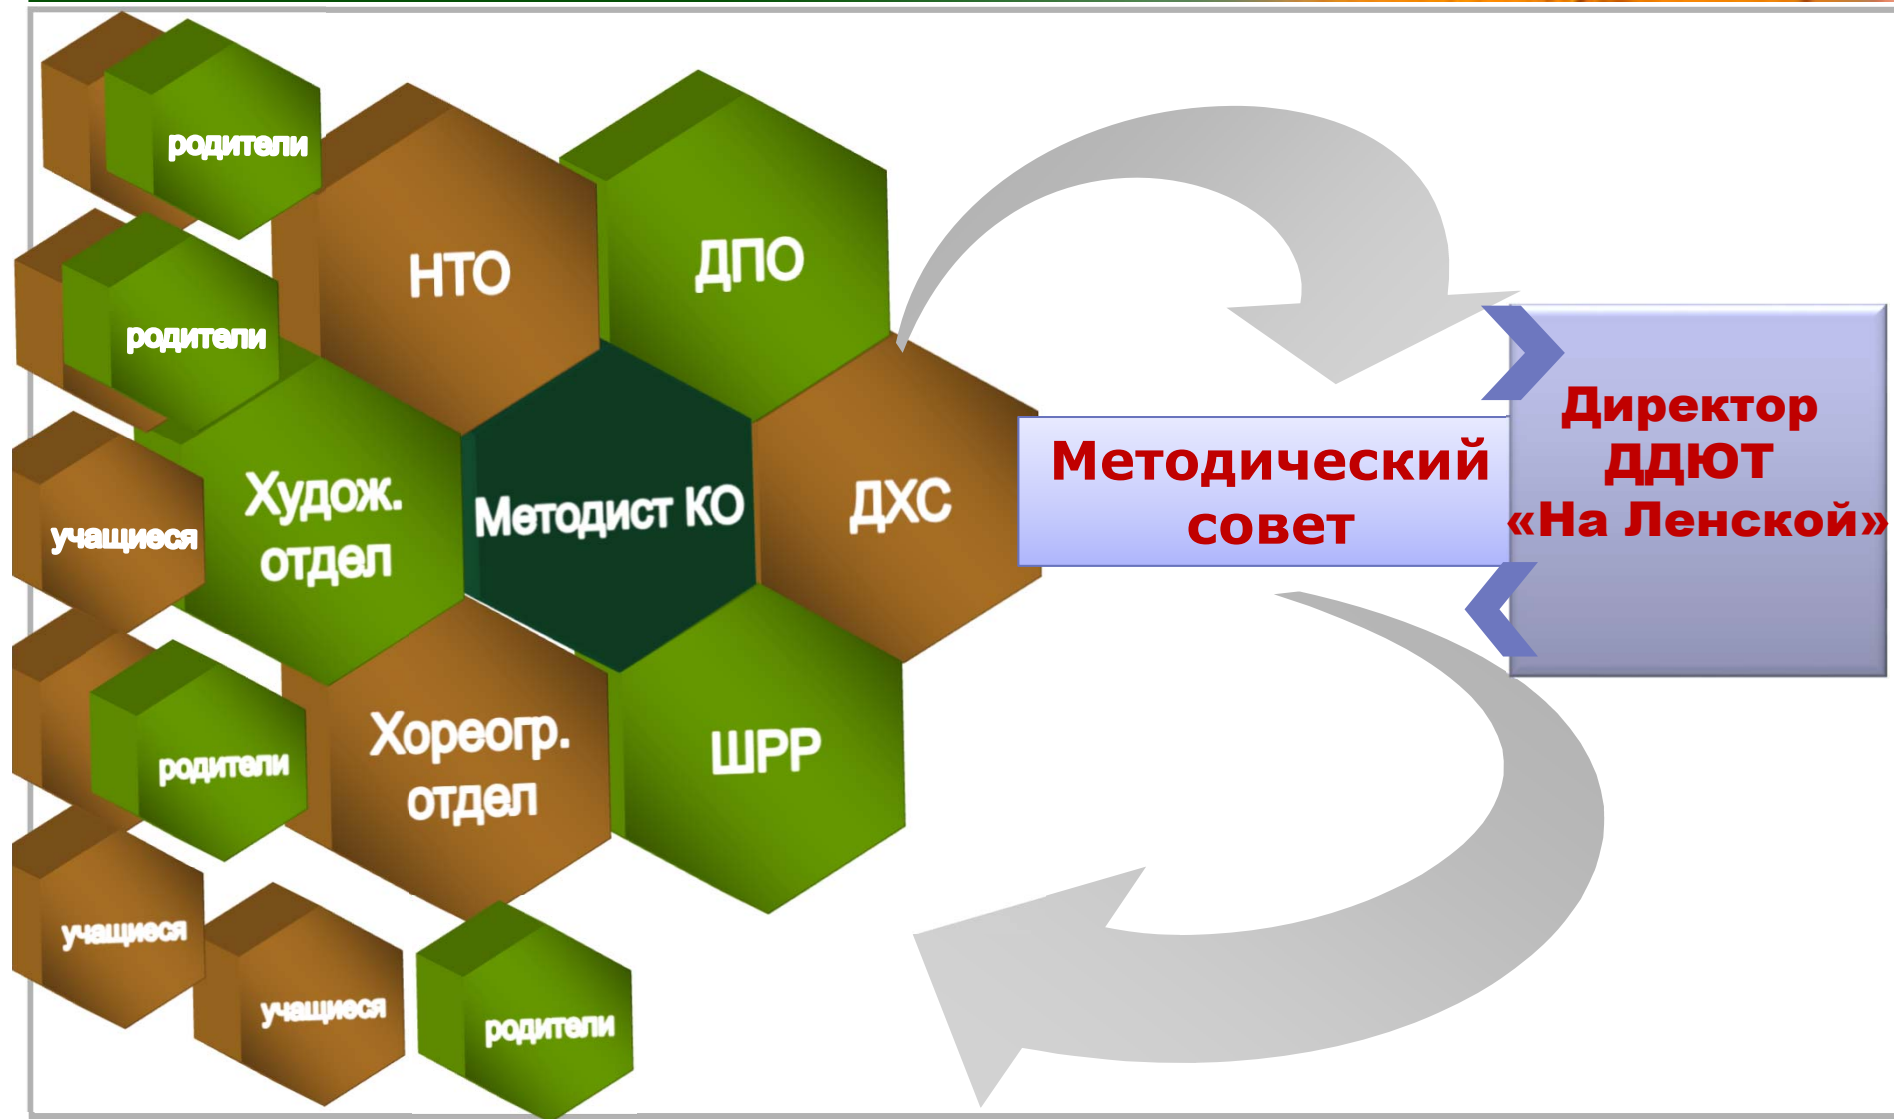 родители
НТО
ДПО
родители
Худож.
отдел
Методист КО
ДХС
Методический
совет
Директор
ДДЮТ
«На Ленской»
учащиеся
Хореогр.
отдел
ШРР
родители
учащиеся
учащиеся
родители